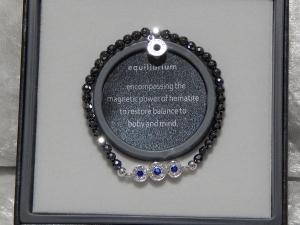 equilibrium
encompassing the
magnetic power of hematite
to restore balance to
body and mind.